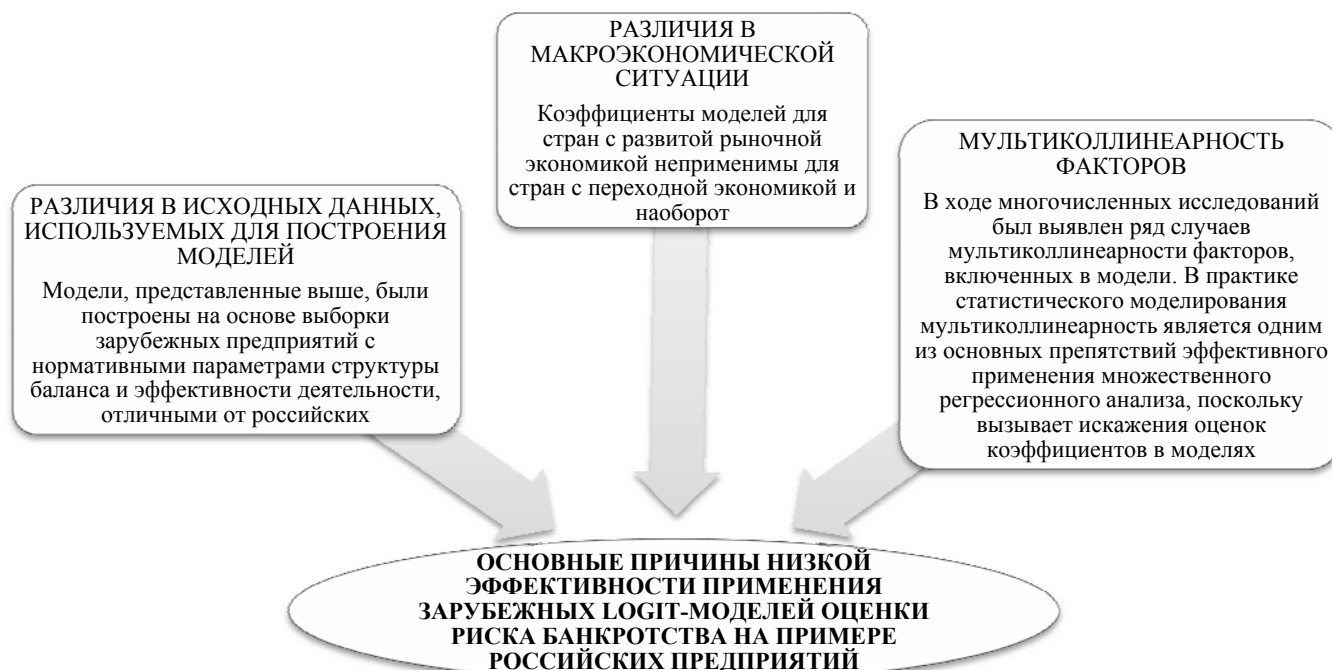 РАЗЛИЧИЯ В ИСХОДНЫХ ДАННЫХ,
ИСПОЛЬЗУЕМЫХ ДЛЯ ПОСТРОЕНИЯ
МОДЕЛЕЙ
Модели, представленные выше, были
построены на основе выборки
зарубежных предприятий с
нормативными параметрами структуры
баланса и эффективности деятельности,
отличными от российских
РАЗЛИЧИЯ В
МАКРОЭКОНОМИЧЕСКОЙ
СИТУАЦИИ
Коэффициенты моделей для
стран с развитой рыночной
экономикой неприменимы для
стран с переходной экономикой и
наоборот
МУЛЬТИКОЛЛИНЕАРНОСТЬ
ФАКТОРОВ
В ходе многочисленных исследований
был выявлен ряд случаев
мультиколлинеарности факторов,
включенных в модели. В практике
статистического моделирования
мультиколлинеарность является одним
из основных препятствий эффективного
применения множественного
регрессионного анализа, поскольку
вызывает искажения оценок
коэффициентов в моделях
ОСНОВНЫЕ ПРИЧИНЫ НИЗКОЙ
ЭФФЕКТИВНОСТИ ПРИМЕНЕНИЯ
ЗАРУБЕЖНЫХ LOGIT-МОДЕЛЕЙ ОЦЕНКИ
РИСКА БАНКРОТСТВА НА ПРИМЕРЕ
РОССИЙСКИХ ПРЕДПРИЯТИЙ